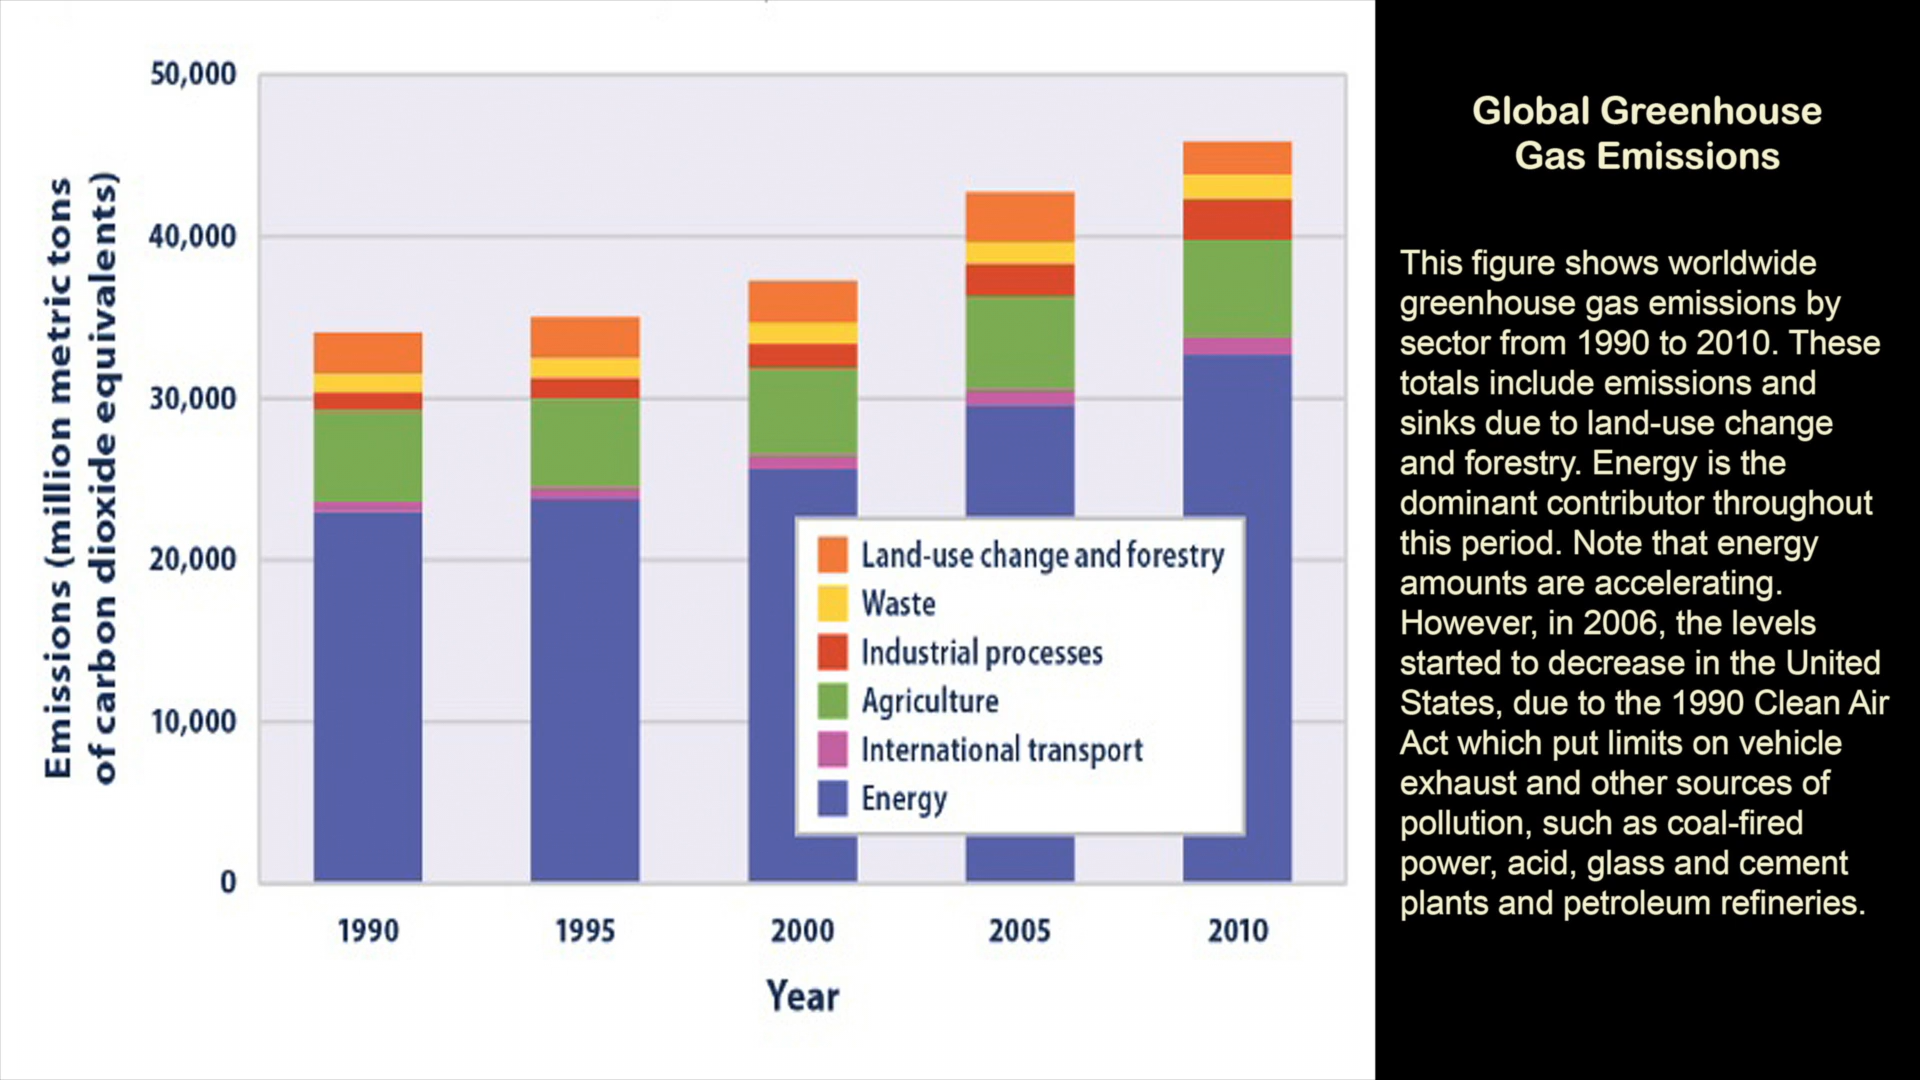 50,000
40,000
30,000
20,000
10,000
0
Emissions (million metric tons
of carbon dioxide equivalents)
Land-use change and forestry
Waste
Industrial processes
Agriculture
International transport
Energy
1990 1995 2000 2005 2010
Year
Global Greenhouse
Gas Emissions
This figure shows worldwide
greenhouse gas emissions by
sector from 1990 to 2010. These
totals include emissions and
sinks due to land-use change
and forestry. Energy is the
dominant contributor throughout
this period. Note that energy
amounts are accelerating.
However, in 2006, the levels
started to decrease in the United
States, due to the 1990 Clean Air
Act which put limits on vehicle
exhaust and other sources of
pollution, such as coal-fired
power, acid, glass and cement
plants and petroleum refineries.